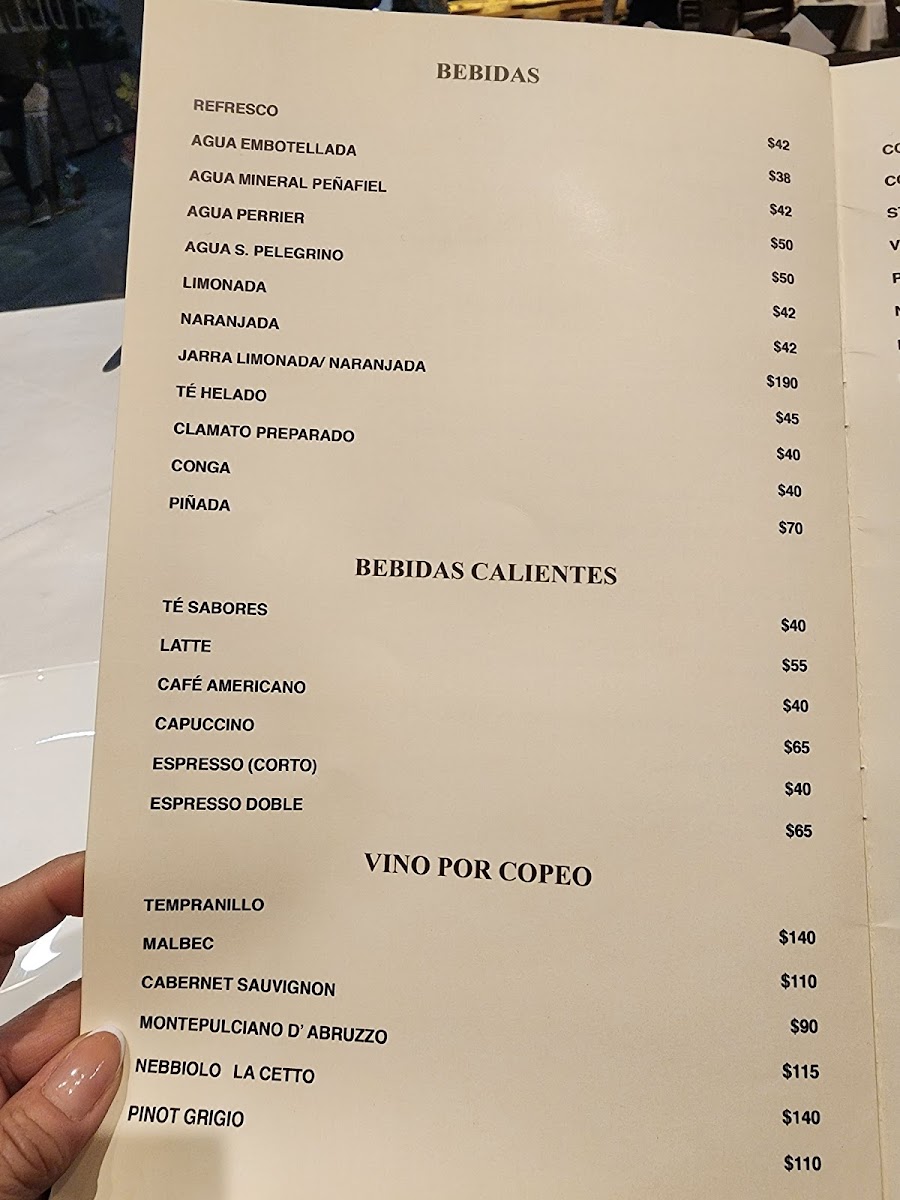 BEBIDAS
REFRESCO $42
AGUA EMBOTELLADA $38
AGUA MINERAL PEÑAFIEL $42
AGUA PERRIER $50
AGUA S. PELEGRINO $50
LIMONADA $42
NARANJADA $42
JARRA LIMONADA/ NARANJADA $190
TÉ HELADO $45
CLAMATO PREPARADO $40
CONGA $40
PIÑADA $70
BEBIDAS CALIENTES
TÉ SABORES $40
LATTE $55
CAFÉ AMERICANO $40
CAPUCCINO $65
ESPRESSO (CORTO) $40
ESPRESSO DOBLE $65
VINO POR COPEO
TEMPRANILLO $140
MALBEC $110
CABERNET SAUVIGNON $90
MONTEPULCIANO D' ABRUZZO $115
NEBBIOLO LA CETTO $140
PINOT GRIGIO $110